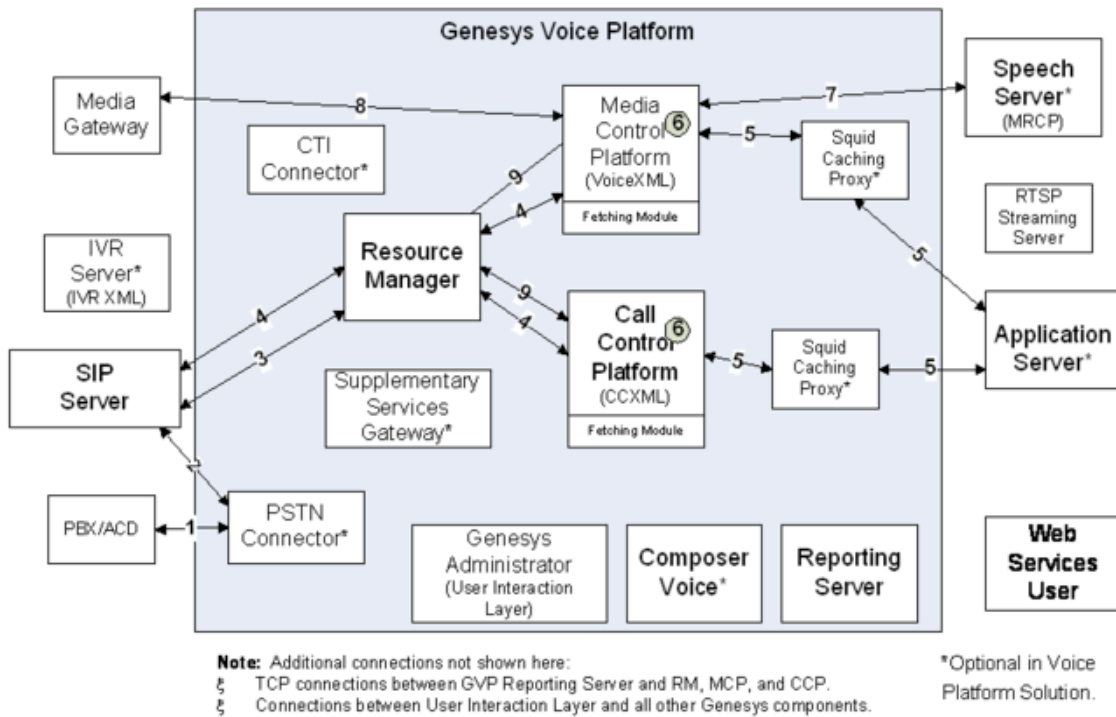 Genesys Voice Platform
Media
Gateway
8
Media
Control
Platform
(VoiceXML)
6
Fetching Module
7
Speech
Server*
(MRCP)
CTI
Connector*
5
Squid
Caching
Proxy*
9
4
RTSP
Streaming
Server
IVR
Server*
(IVR XML)
Resource
Manager
5
4
3
9
4
Call
Control
Platform
(CCXML)
6
Fetching Module
5
Squid
Caching
Proxy*
5
Application
Server*
SIP
Server
Supplementary
Services
Gateway*
2
PBX/ACD
1
PSTN
Connector*
Genesys
Administrator
(User Interaction
Layer)
Composer
Voice*
Reporting
Server
Web
Services
User
Note: Additional connections not shown here:
ξ TCP connections between GVP Reporting Server and RM, MCP, and CCP.
ξ Connections between User Interaction Layer and all other Genesys components.
*Optional in Voice
Platform Solution.